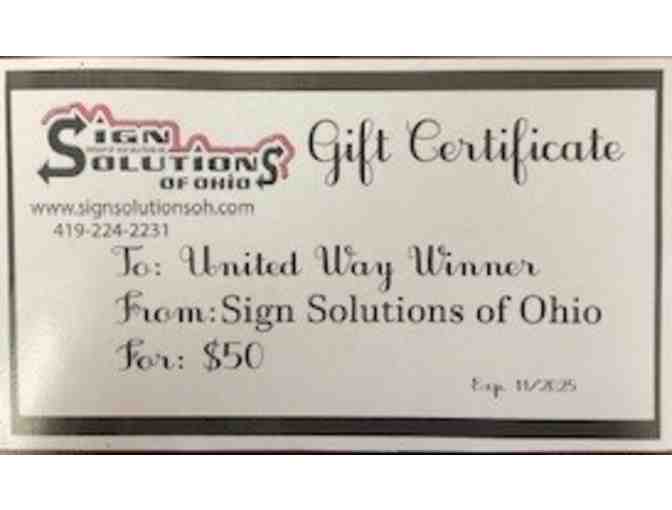 SIGN
SOLUTIONS
OF OHIO
Gift Certificate
www.signsolutionsoh.com
419-224-2231
To: United Way Winner
From: Sign Solutions of Ohio
For: $50
Exp. 11/2025